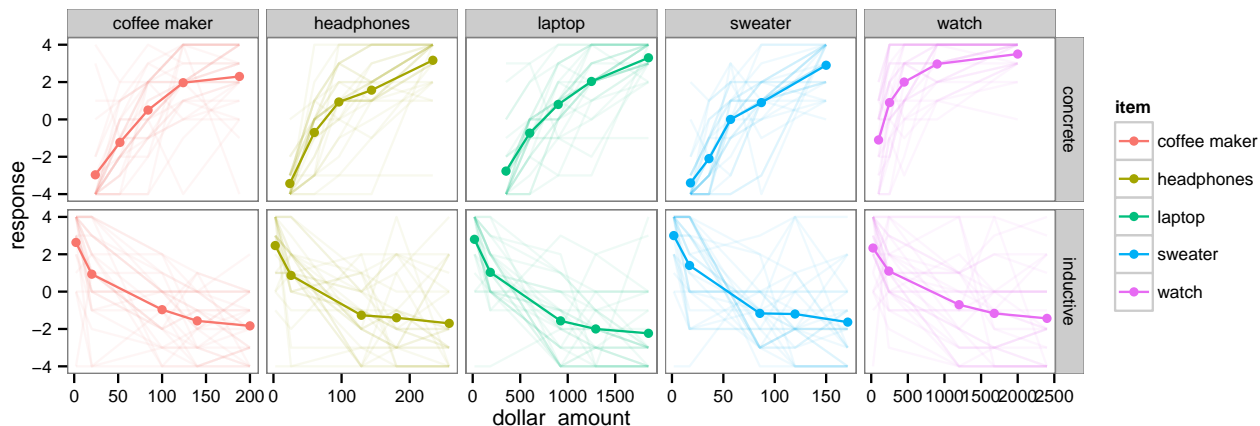 coffee maker headphones laptop sweater watch
4
2
0
−2
−4
concrete
4
2
0
−2
−4
inductive
response
0 50 100 150 200 0 100 200 0 500 1000 1500 0 50 100 150 0 500 1000 1500 2000 2500
dollar_amount
item
coffee maker
headphones
laptop
sweater
watch